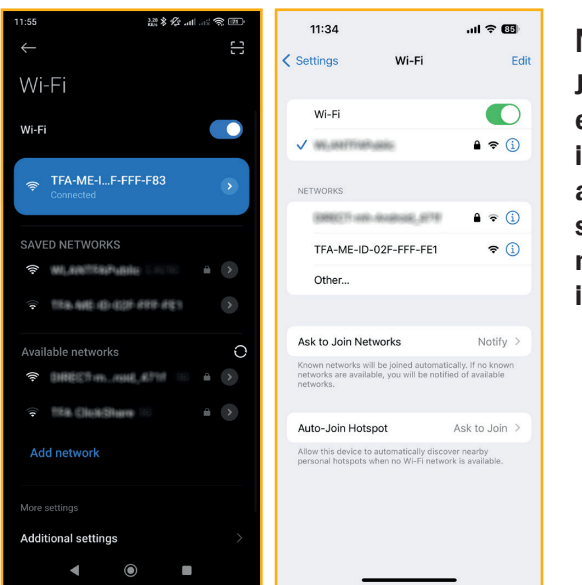 11:55
Wi-Fi
Wi-Fi
TFA-ME-I...F-FFF-F83
Connected
SAVED NETWORKS
Available networks
Add network
More settings
Additional settings
11:34
85
Settings
Wi-Fi
Edit
Wi-Fi
NETWORKS
TFA-ME-ID-02F-FFF-FE1
Other...
Ask to Join Networks
Notify
Known networks will be joined automatically. If no known
networks are available, you will be notified of available
networks.
Auto-Join Hotspot
Ask to Join
Allow this device to automatically discover nearby
personal hotspots when no Wi-Fi network is available.